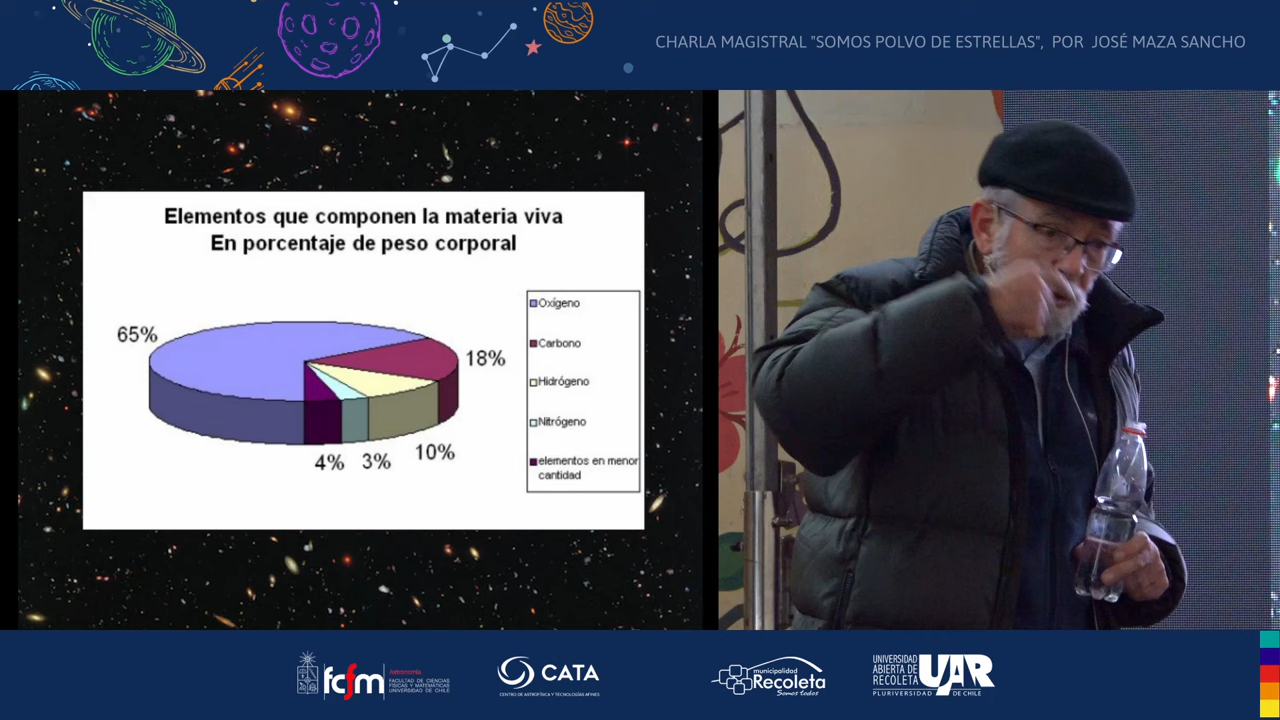 CHARLA MAGISTRAL "SOMOS POLVO DE ESTRELLAS", POR JOSÉ MAZA SANCHO
Elementos que componen la materia viva
En porcentaje de peso corporal
65%
18%
10%
3%
4%
Oxígeno
Carbono
Hidrógeno
Nitrógeno
elementos en menor
cantidad
fcfm
Astronomía
FACULTAD DE CIENCIAS
FÍSICAS Y MATEMÁTICAS
UNIVERSIDAD DE CHILE
CATA
CENTRO DE ASTROFÍSICA Y TECNOLOGÍAS AFINES
municipalidad
Recoleta
Somos todos
UNIVERSIDAD
ABIERTA DE
RECOLETA
UAR
PLURIVERSIDAD DE CHILE